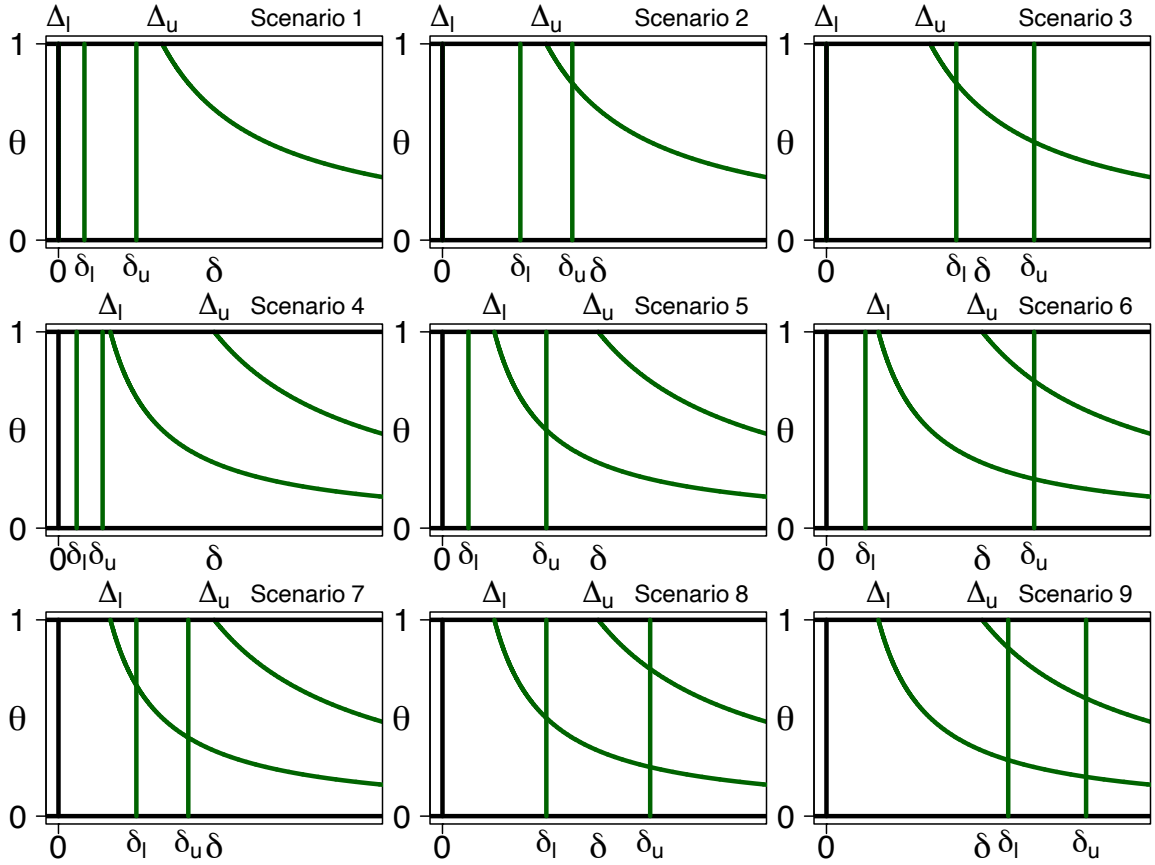 Δl Δu Scenario 1
1
θ
0
0 δl δu δ
Δl Δu Scenario 2
1
θ
0
0 δl δu δ
Δl Δu Scenario 3
1
θ
0
0 δl δ δu
Δl Δu Scenario 4
1
θ
0
0 δl δu δ
Δl Δu Scenario 5
1
θ
0
0 δl δu δ
Δl Δu Scenario 6
1
θ
0
0 δl δ δu
Δl Δu Scenario 7
1
θ
0
0 δl δu δ
Δl Δu Scenario 8
1
θ
0
0 δl δ δu
Δl Δu Scenario 9
1
θ
0
0 δ δl δu